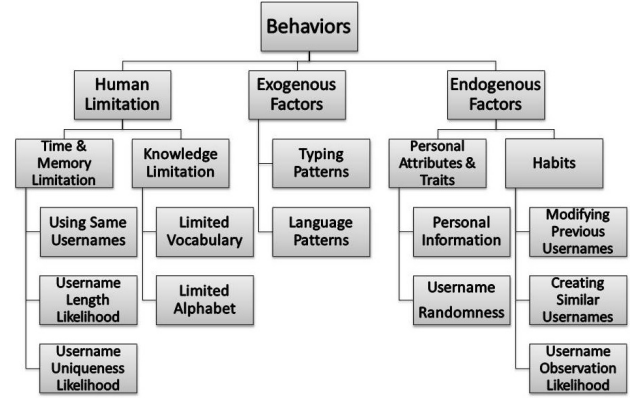 Behaviors
Human
Limitation
Exogenous
Factors
Endogenous
Factors
Time &
Memory
Limitation
Knowledge
Limitation
Typing
Patterns
Personal
Attributes &
Traits
Habits
Using Same
Usernames
Limited
Vocabulary
Language
Patterns
Personal
Information
Modifying
Previous
Usernames
Username
Length
Likelihood
Limited
Alphabet
Username
Randomness
Creating
Similar
Usernames
Username
Uniqueness
Likelihood
Username
Observation
Likelihood